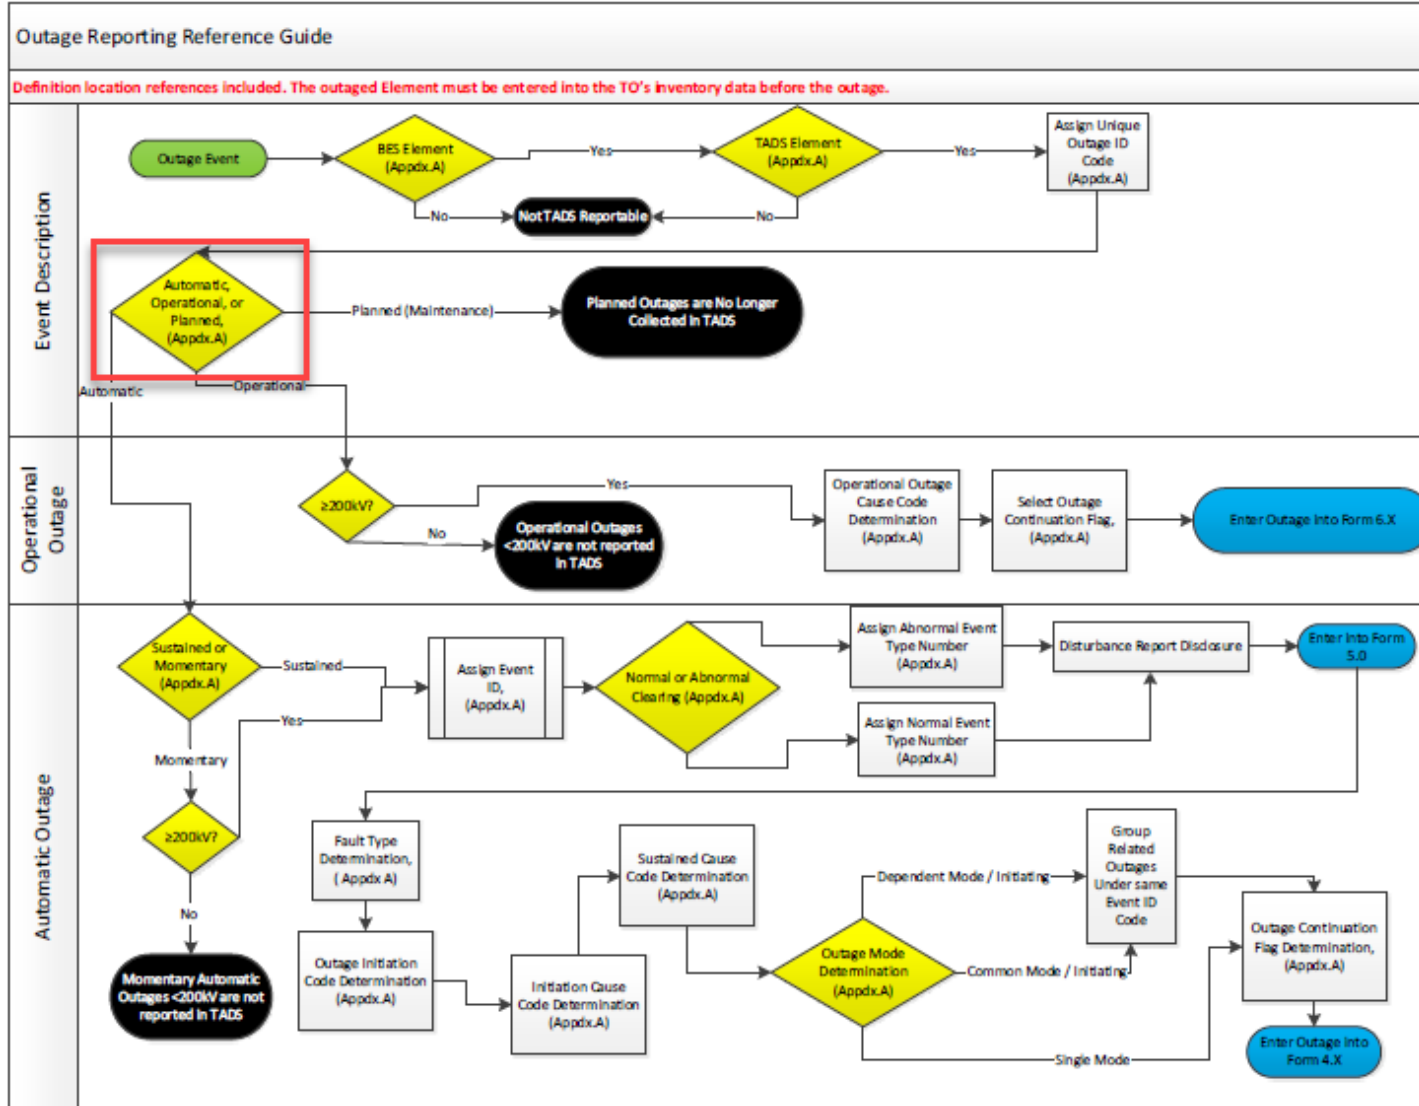 Outage Reporting Reference Guide
Definition location references included. The outaged Element must be entered into the TO's inventory data before the outage.
Event Description
Outage Event
BES Element
(Appdx.A)
Yes
TADS Element
(Appdx.A)
Yes
Assign Unique
Outage ID
Code
(Appdx.A)
No
Not TADS Reportable
No
Automatic,
Operational, or
Planned,
(Appdx.A)
Planned (Maintenance)
Planned Outages are No Longer
Collected in TADS
Automatic
Operational
Operational
Outage
≥200kV?
Yes
No
Operational Outages
<200kV are not reported
in TADS
Operational Outage
Cause Code
Determination
(Appdx.A)
Select Outage
Continuation Flag,
(Appdx.A)
Enter Outage into Form 6.X
Automatic Outage
Sustained or
Momentary
(Appdx.A)
Sustained
Yes
Momentary
≥200kV?
No
Momentary Automatic
Outages <200kV are not
reported in TADS
Assign Event
ID,
(Appdx.A)
Normal or Abnormal
Clearing (Appdx.A)
Assign Abnormal Event
Type Number
(Appdx.A)
Assign Normal Event
Type Number
(Appdx.A)
Disturbance Report Disclosure
Enter into Form
5.0
Fault Type
Determination,
( Appdx A)
Outage Initiation
Code Determination
(Appdx.A)
Initiation Cause
Code Determination
(Appdx.A)
Sustained Cause
Code Determination
(Appdx.A)
Outage Mode
Determination
(Appdx.A)
Dependent Mode / Initiating
Common Mode / Initiating
Single Mode
Group
Related
Outages
Under same
Event ID
Code
Outage Continuation
Flag Determination,
(Appdx.A)
Enter Outage into
Form 4.X